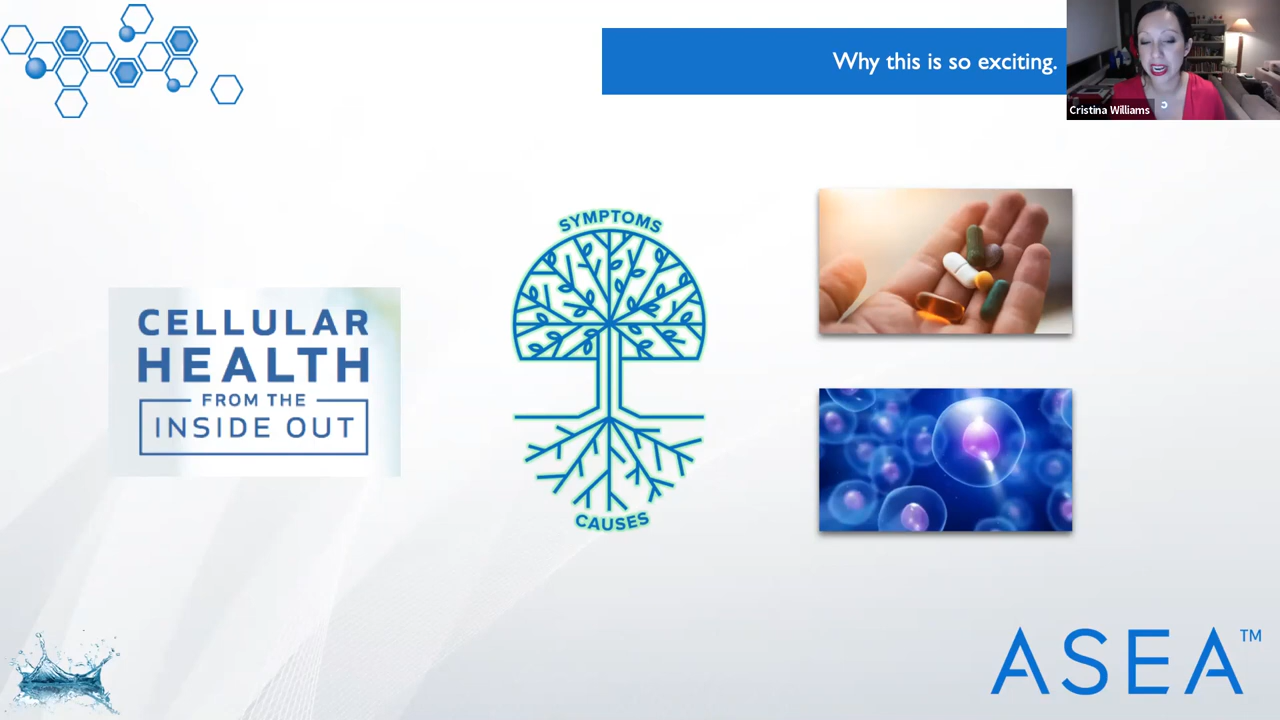 Why this is so exciting.
Cristina Williams
SYMPTOMS
CELLULAR
HEALTH
FROM THE
INSIDE OUT
CAUSES
ASEA™